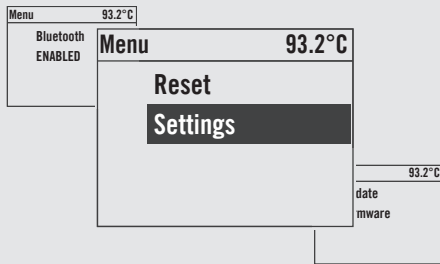 Menu 93.2°C
Bluetooth
ENABLED
Menu 93.2°C
Reset
Settings
93.2°C
date
mware